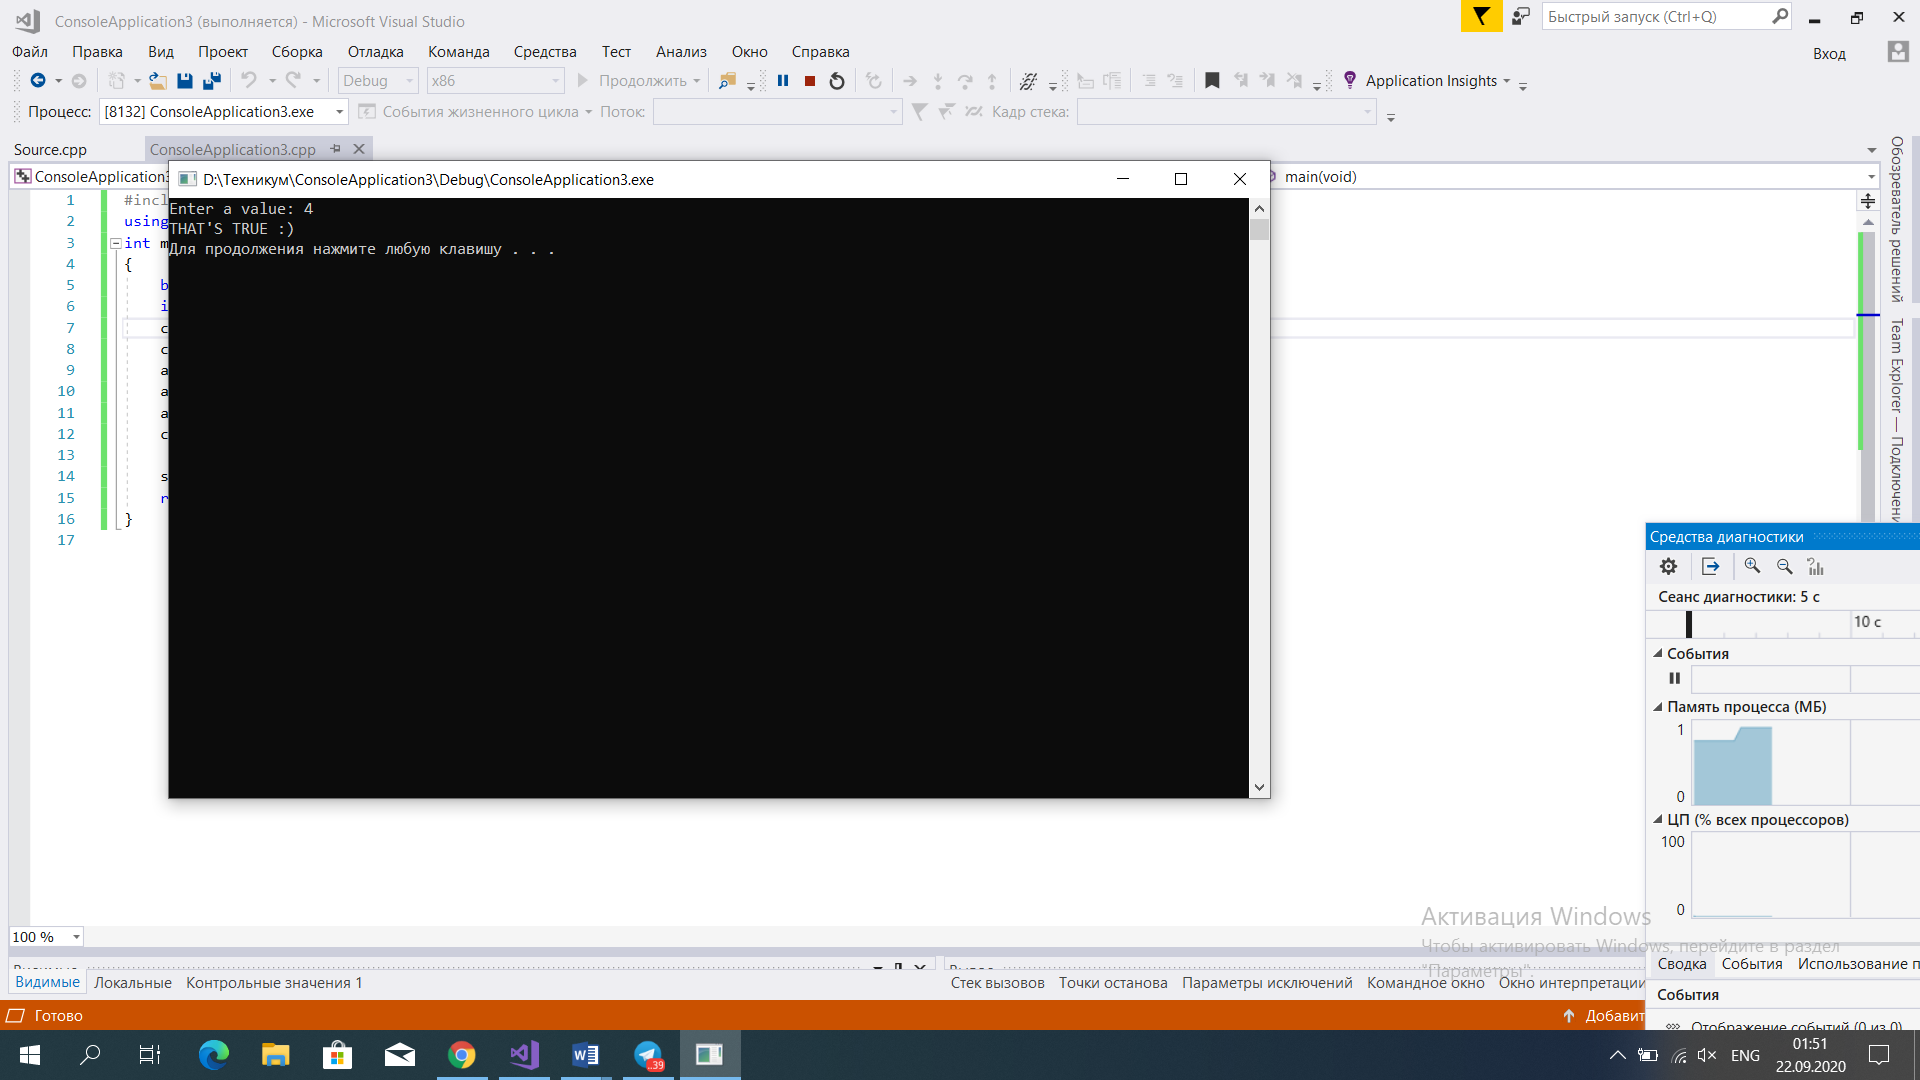 ConsoleApplication3 (выполняется) - Microsoft Visual Studio
Быстрый запуск (Ctrl+Q)
Файл Правка Вид Проект Сборка Отладка Команда Средства Тест Анализ Окно Справка
Вход
Debug x86 Продолжить Application Insights
Процесс: [8132] ConsoleApplication3.exe События жизненного цикла Поток: Кадр стека:
Source.cpp ConsoleApplication3.cpp
ConsoleApplication3 main(void)
D:\Техникум\ConsoleApplication3\Debug\ConsoleApplication3.exe
Enter a value: 4
THAT'S TRUE :)
Для продолжения нажмите любую клавишу . . .
1 #incl
2 using
3 int m
4 {
5 b
6 i
7 c
8 c
9 a
10 a
11 a
12 c
13
14 s
15 r
16 }
17
Обозреватель решений
Team Explorer — Подключени
Средства диагностики
Сеанс диагностики: 5 с
10 с
События
Память процесса (МБ)
1
0
ЦП (% всех процессоров)
100
0
Активация Windows
Чтобы активировать Windows, перейдите в раздел
"Параметры".
Сводка События Использование п
События
Отображение событий (0 из 0)
100 %
Видимые Локальные Контрольные значения 1
Стек вызовов Точки останова Параметры исключений Командное окно Окно интерпретации
Готово
Добавит
39
ENG
01:51
22.09.2020